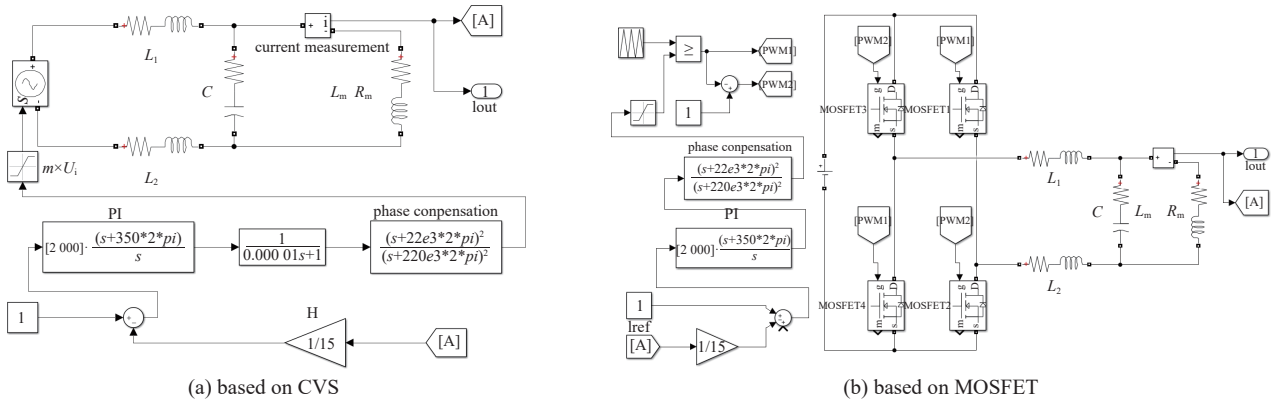 i
+
-
[A]
current measurement
L₁
+
S
-
C
Lₘ Rₘ
1
Iout
m×Uᵢ
L₂
PI
phase conpensation
[2 000]·(s+350*2*pi)/s
1/(0.000 01s+1)
(s+22e3*2*pi)²/(s+220e3*2*pi)²
1
H
1/15
[A]
(a) based on CVS
≥
[PWM1]
[PWM2]
1
phase conpensation
(s+22e3*2*pi)²/(s+220e3*2*pi)²
PI
[2 000]·(s+350*2*pi)/s
1
Iref
[A]
1/15
[PWM2]
[PWM1]
g D
MOSFET3
m s
g D
MOSFET1
m s
[PWM1]
[PWM2]
g D
MOSFET4
m s
g D
MOSFET2
m s
L₁
+
-
1
Iout
[A]
C
Lₘ
Rₘ
L₂
(b) based on MOSFET